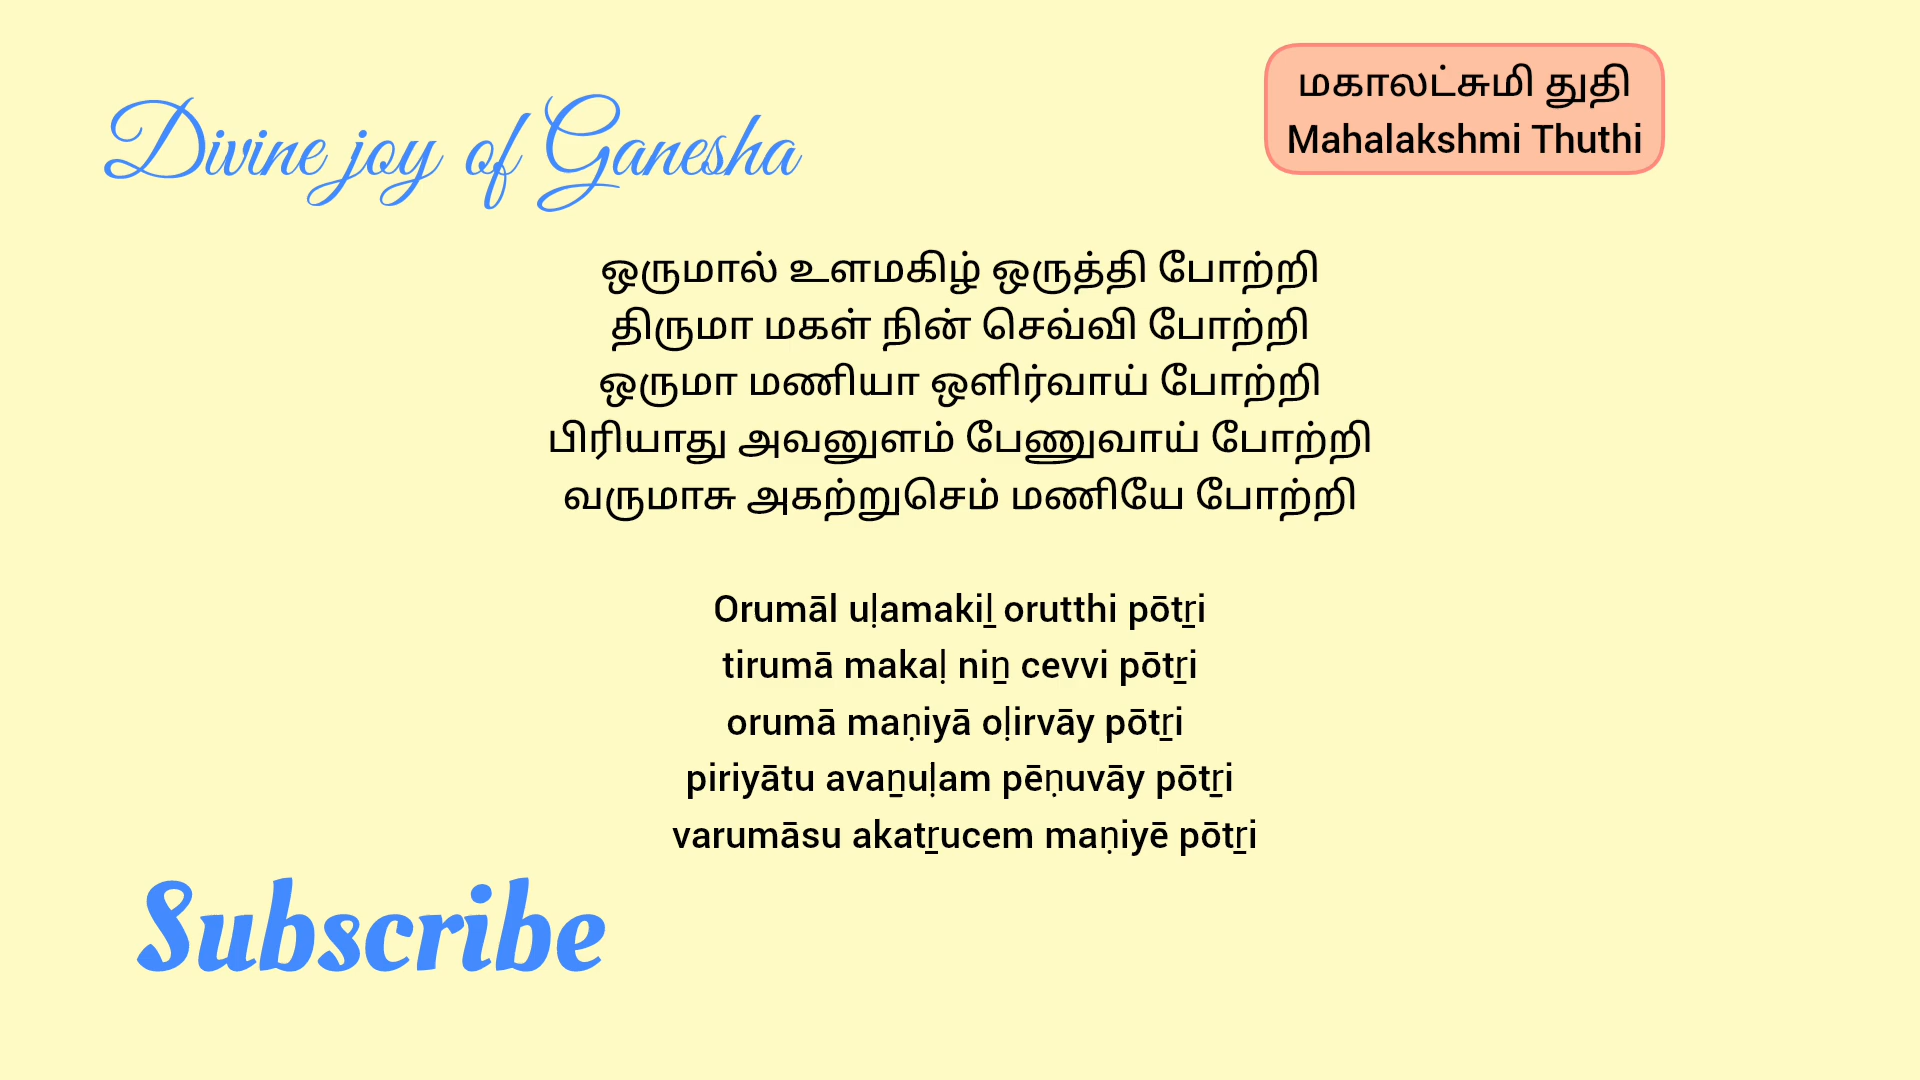 Divine joy of Ganesha
மகாலட்சுமி துதி
Mahalakshmi Thuthi
ஒருமால் உளமகிழ் ஒருத்தி போற்றி
திருமா மகள் நின் செவ்வி போற்றி
ஒருமா மணியா ஒளிர்வாய் போற்றி
பிரியாது அவனுளம் பேணுவாய் போற்றி
வருமாசு அகற்றுசெம் மணியே போற்றி
Orumāl uḷamakiḻ orutthi pōtṟi
tirumā makaḷ niṉ cevvi pōtṟi
orumā maṇiyā oḷirvāy pōtṟi
piriyātu avaṉuḷam pēṇuvāy pōtṟi
varumāsu akatṟucem maṇiyē pōtṟi
Subscribe